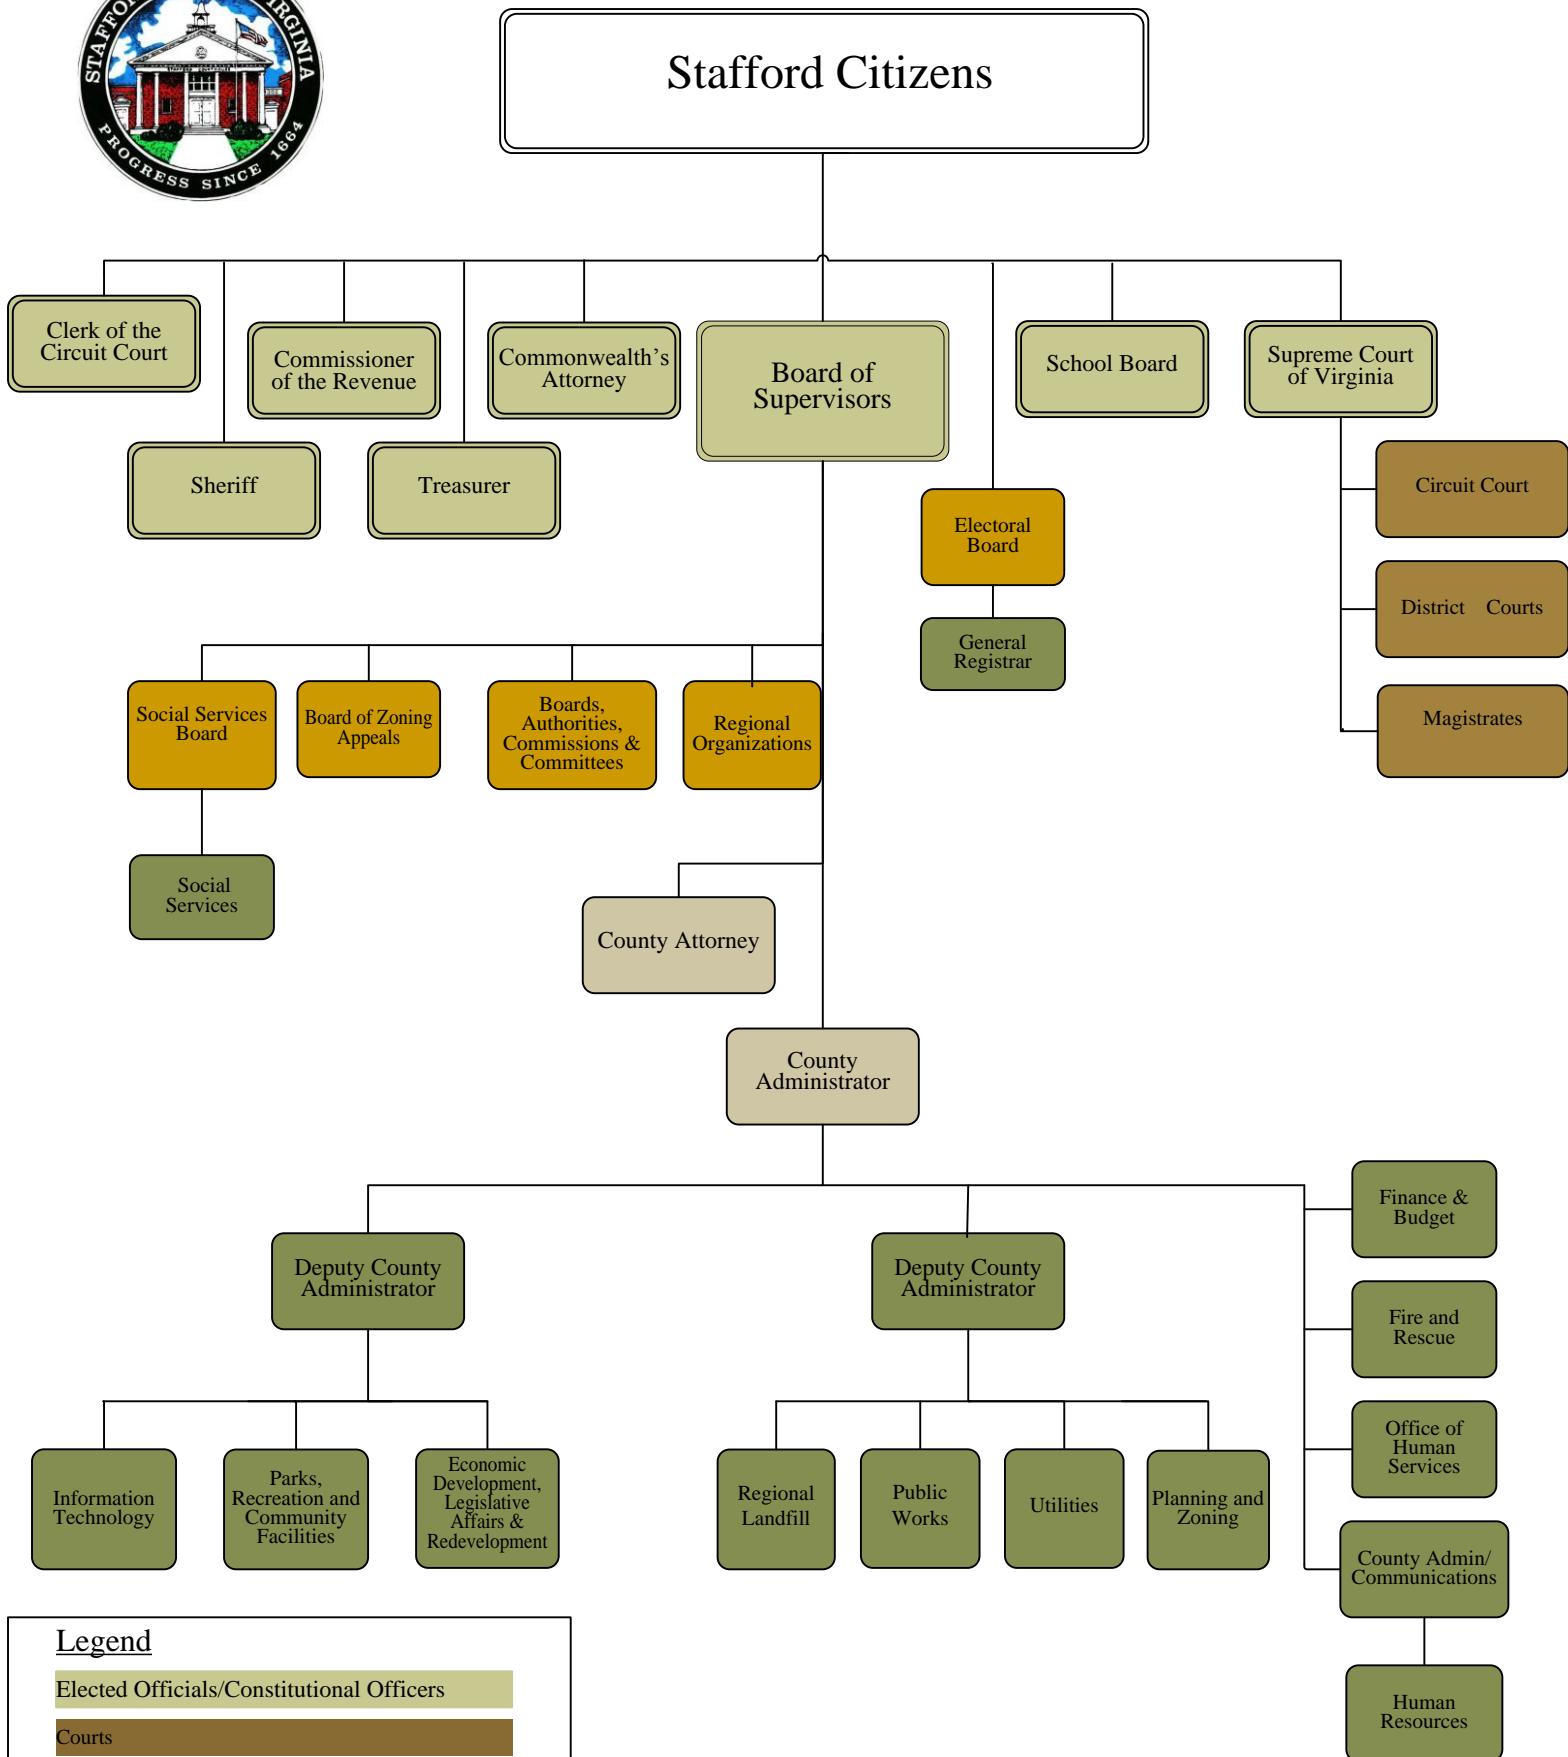 STAFFO
RGINIA
PROGRESS SINCE 1664
Stafford Citizens
Clerk of the
Circuit Court
Commissioner
of the Revenue
Commonwealth's
Attorney
Board of
Supervisors
School Board
Supreme Court
of Virginia
Sheriff
Treasurer
Circuit Court
Electoral
Board
District Courts
General
Registrar
Magistrates
Social Services
Board
Board of Zoning
Appeals
Boards,
Authorities,
Commissions &
Committees
Regional
Organizations
Social
Services
County Attorney
County
Administrator
Deputy County
Administrator
Deputy County
Administrator
Finance &
Budget
Fire and
Rescue
Office of
Human
Services
County Admin/
Communications
Human
Resources
Information
Technology
Parks,
Recreation and
Community
Facilities
Economic
Development,
Legislative
Affairs &
Redevelopment
Regional
Landfill
Public
Works
Utilities
Planning and
Zoning
Legend
Elected Officials/Constitutional Officers
Courts